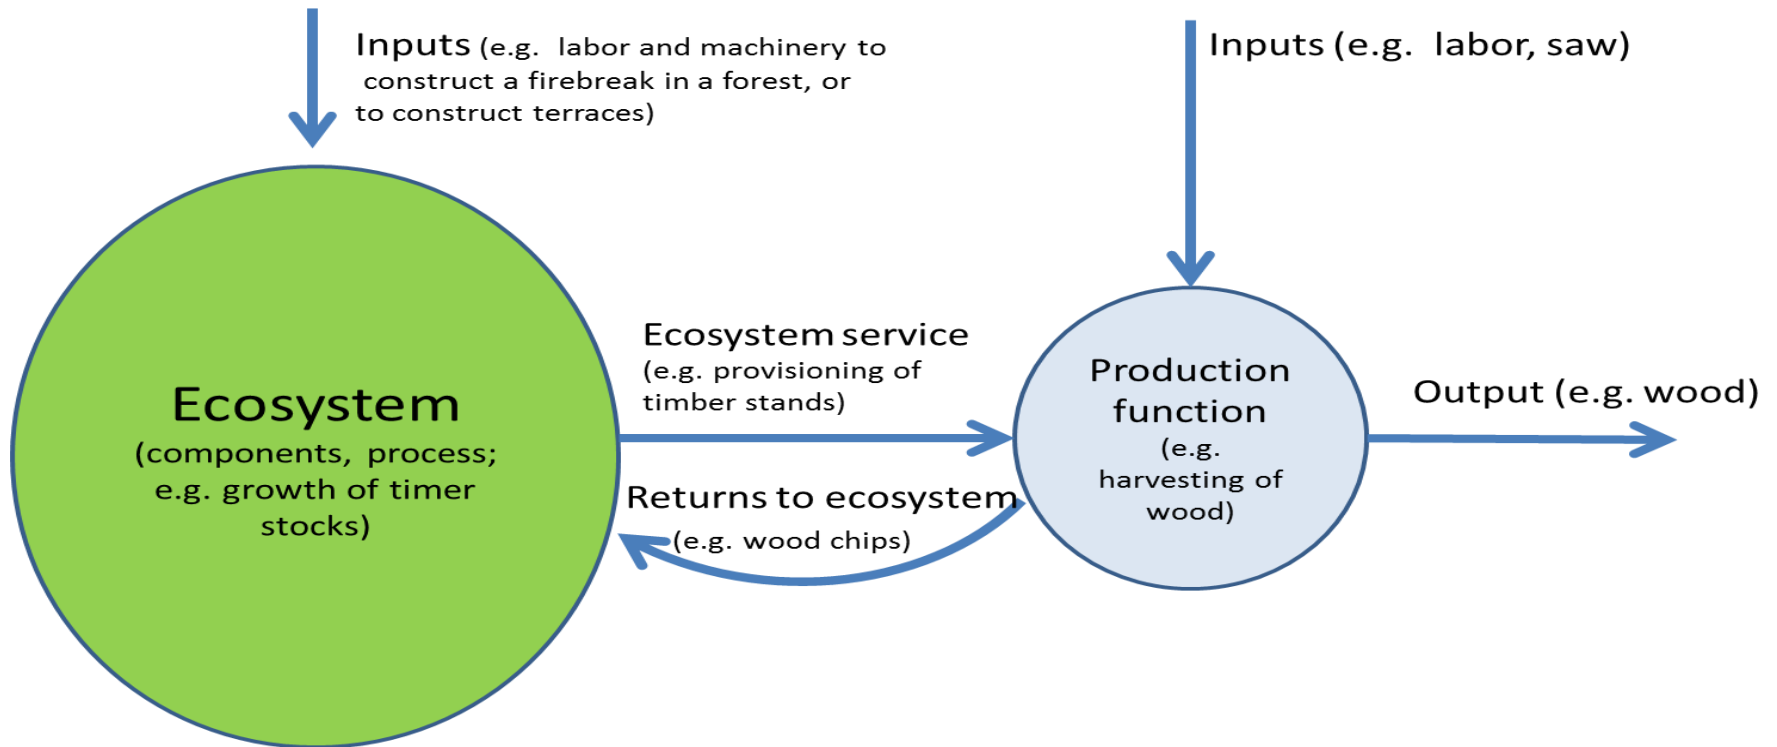 Inputs (e.g. labor and machinery to
construct a firebreak in a forest, or
to construct terraces)
Inputs (e.g. labor, saw)
Ecosystem
(components, process;
e.g. growth of timer
stocks)
Ecosystem service
(e.g. provisioning of
timber stands)
Returns to ecosystem
(e.g. wood chips)
Production
function
(e.g.
harvesting of
wood)
Output (e.g. wood)